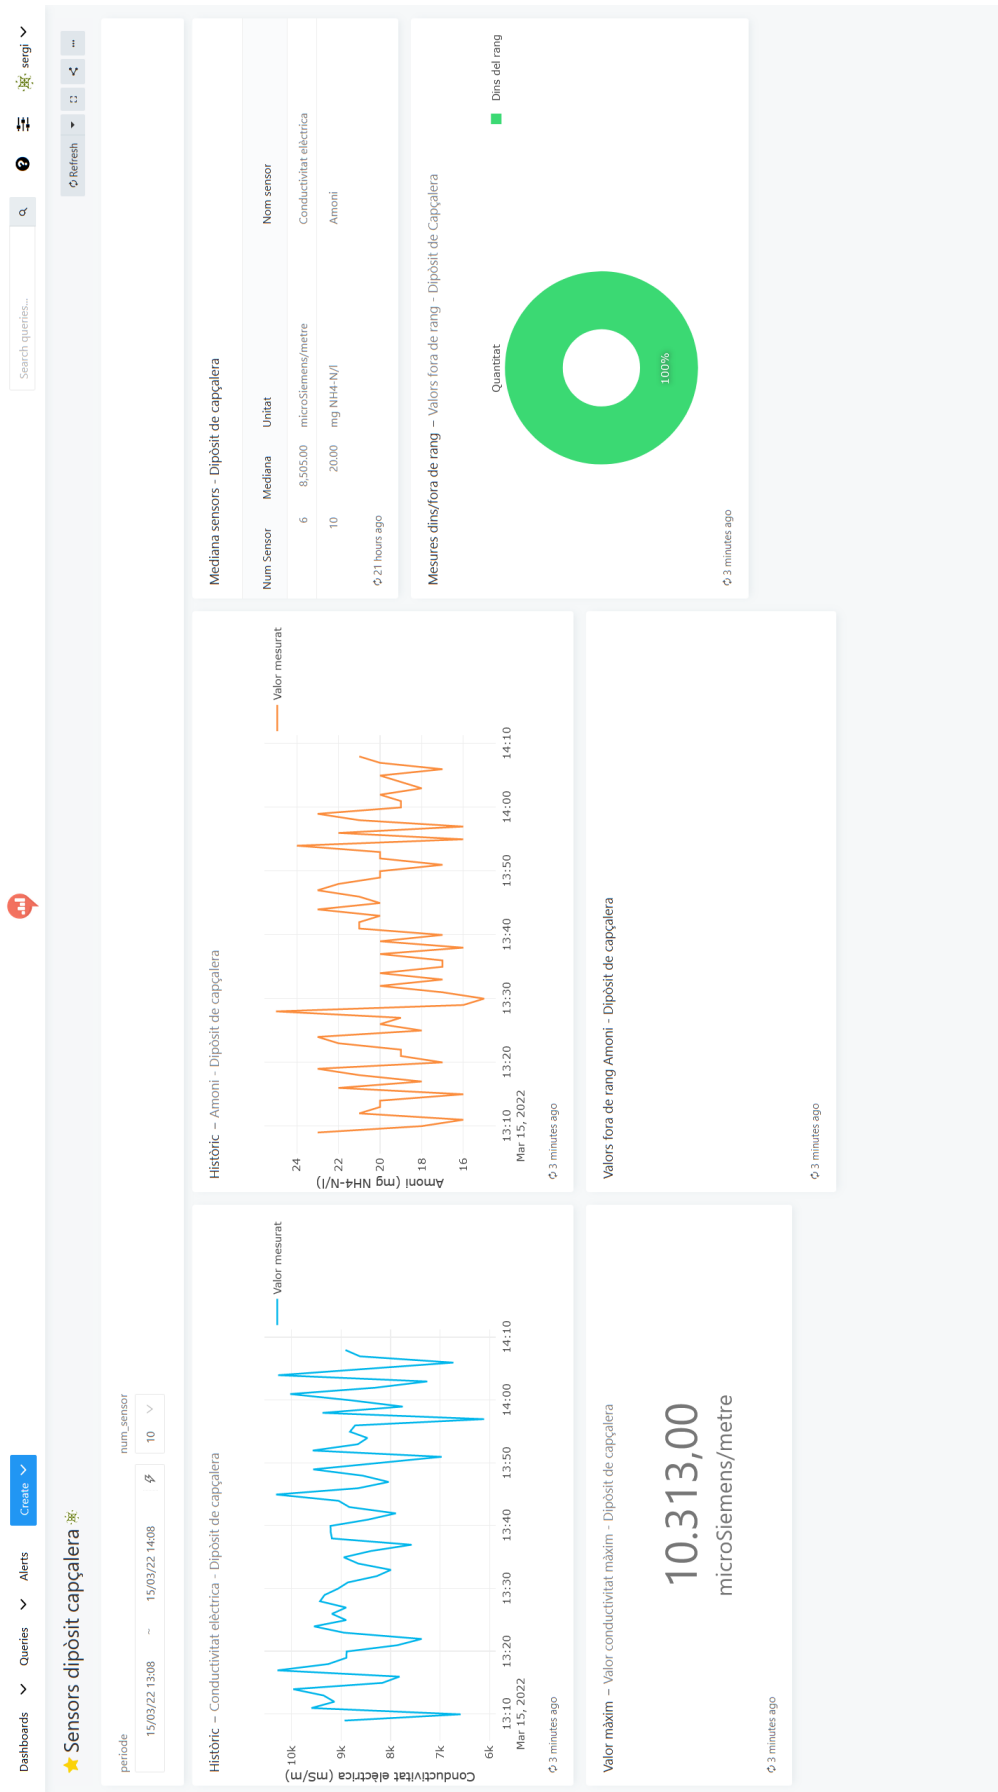 Dashboards Queries Alerts Create Search queries... sergi
Sensors dipòsit capçalera Refresh
periode num_sensor
15/03/22 13:08 ~ 15/03/22 14:08 10
Històric – Conductivitat elèctrica - Dipòsit de capçalera
Valor mesurat
Conductivitat elèctrica (mS/m)
10k
9k
8k
7k
6k
13:10 13:20 13:30 13:40 13:50 14:00 14:10
Mar 15, 2022
3 minutes ago
Històric – Amoni - Dipòsit de capçalera
Valor mesurat
Amoni (mg NH4-N/l)
24
22
20
18
16
13:10 13:20 13:30 13:40 13:50 14:00 14:10
Mar 15, 2022
3 minutes ago
Mediana sensors - Dipòsit de capçalera
Num Sensor Mediana Unitat Nom sensor
6 8,505.00 microSiemens/metre Conductivitat elèctrica
10 20.00 mg NH4-N/l Amoni
21 hours ago
Valor màxim – Valor conductivitat màxim - Dipòsit de capçalera
10.313,00
microSiemens/metre
3 minutes ago
Valors fora de rang Amoni - Dipòsit de capçalera
3 minutes ago
Mesures dins/fora de rang – Valors fora de rang - Dipòsit de Capçalera
Quantitat
Dins del rang
100%
3 minutes ago